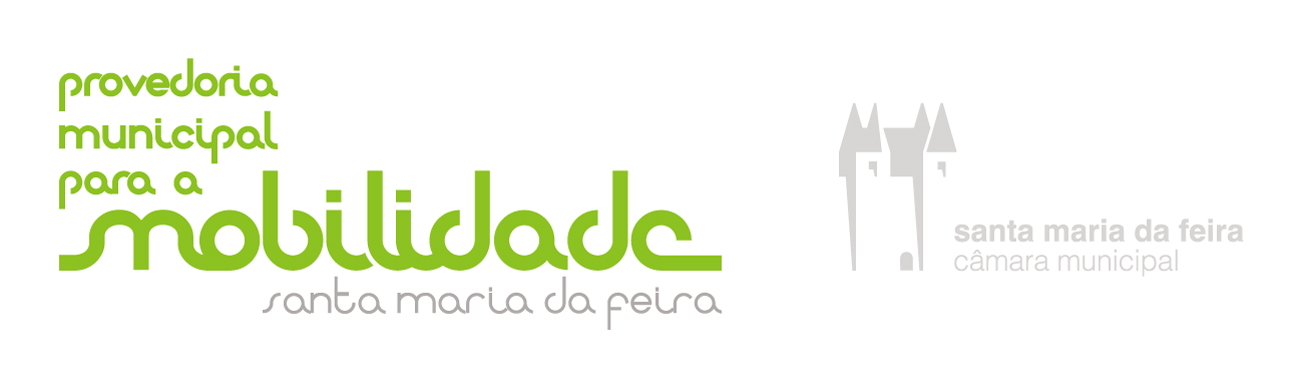 provedoria
municipal
para a
mobilidade
santa maria da feira
santa maria da feira
câmara municipal